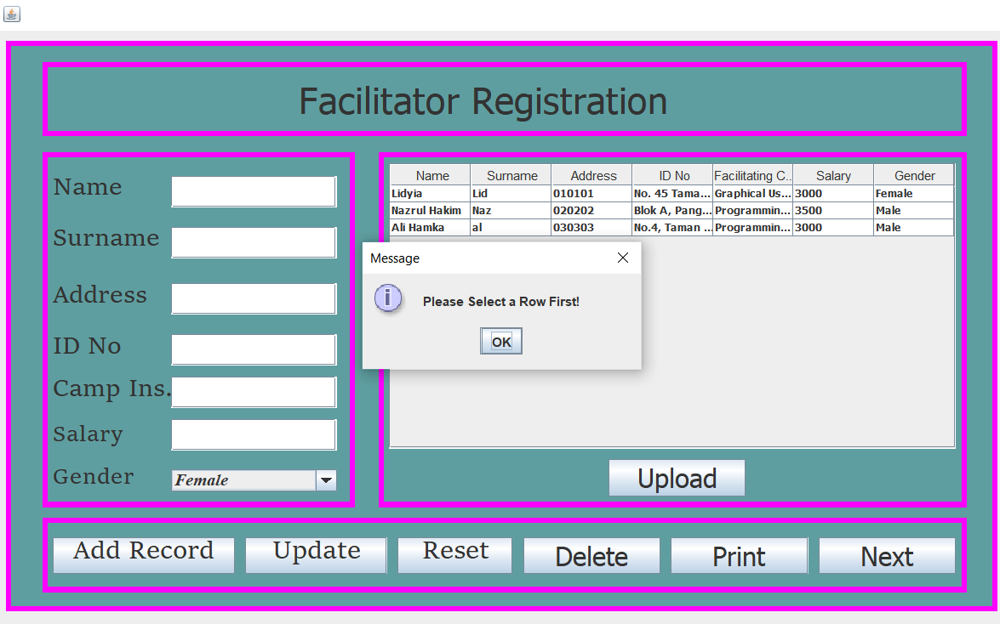 Facilitator Registration
Name
Surname
Address
ID No
Camp Ins.
Salary
Gender
Female
Name Surname Address ID No Facilitating C... Salary Gender
Lidyia Lid 010101 No. 45 Tama... Graphical Us... 3000 Female
Nazrul Hakim Naz 020202 Blok A, Pang... Programmin... 3500 Male
Ali Hamka al 030303 No.4, Taman ... Programmin... 3000 Male
Message
Please Select a Row First!
OK
Upload
Add Record Update Reset Delete Print Next